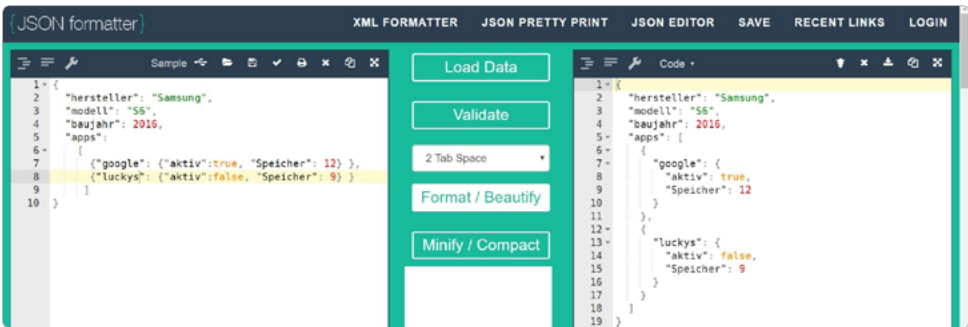 {JSON formatter}
XML FORMATTER JSON PRETTY PRINT JSON EDITOR SAVE RECENT LINKS LOGIN
Sample
1 {
2 "hersteller": "Samsung",
3 "modell": "S6",
4 "baujahr": 2016,
5 "apps":
6 [
7 {"google": {"aktiv":true, "Speicher": 12} },
8 {"luckys": {"aktiv":false, "Speicher": 9} }
9 ]
10 }
Load Data
Validate
2 Tab Space
Format / Beautify
Minify / Compact
Code
1 {
2 "hersteller": "Samsung",
3 "modell": "S6",
4 "baujahr": 2016,
5 "apps": [
6 {
7 "google": {
8 "aktiv": true,
9 "Speicher": 12
10 }
11 },
12 {
13 "luckys": {
14 "aktiv": false,
15 "Speicher": 9
16 }
17 }
18 ]
19 }